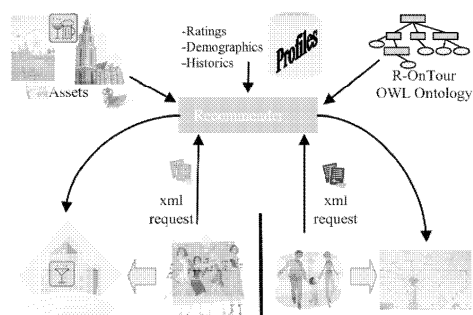 -Ratings
-Demographics
-Historics
Profiles
Assets
R-OnTour
OWL Ontology
Recommender
xml
request
xml
request